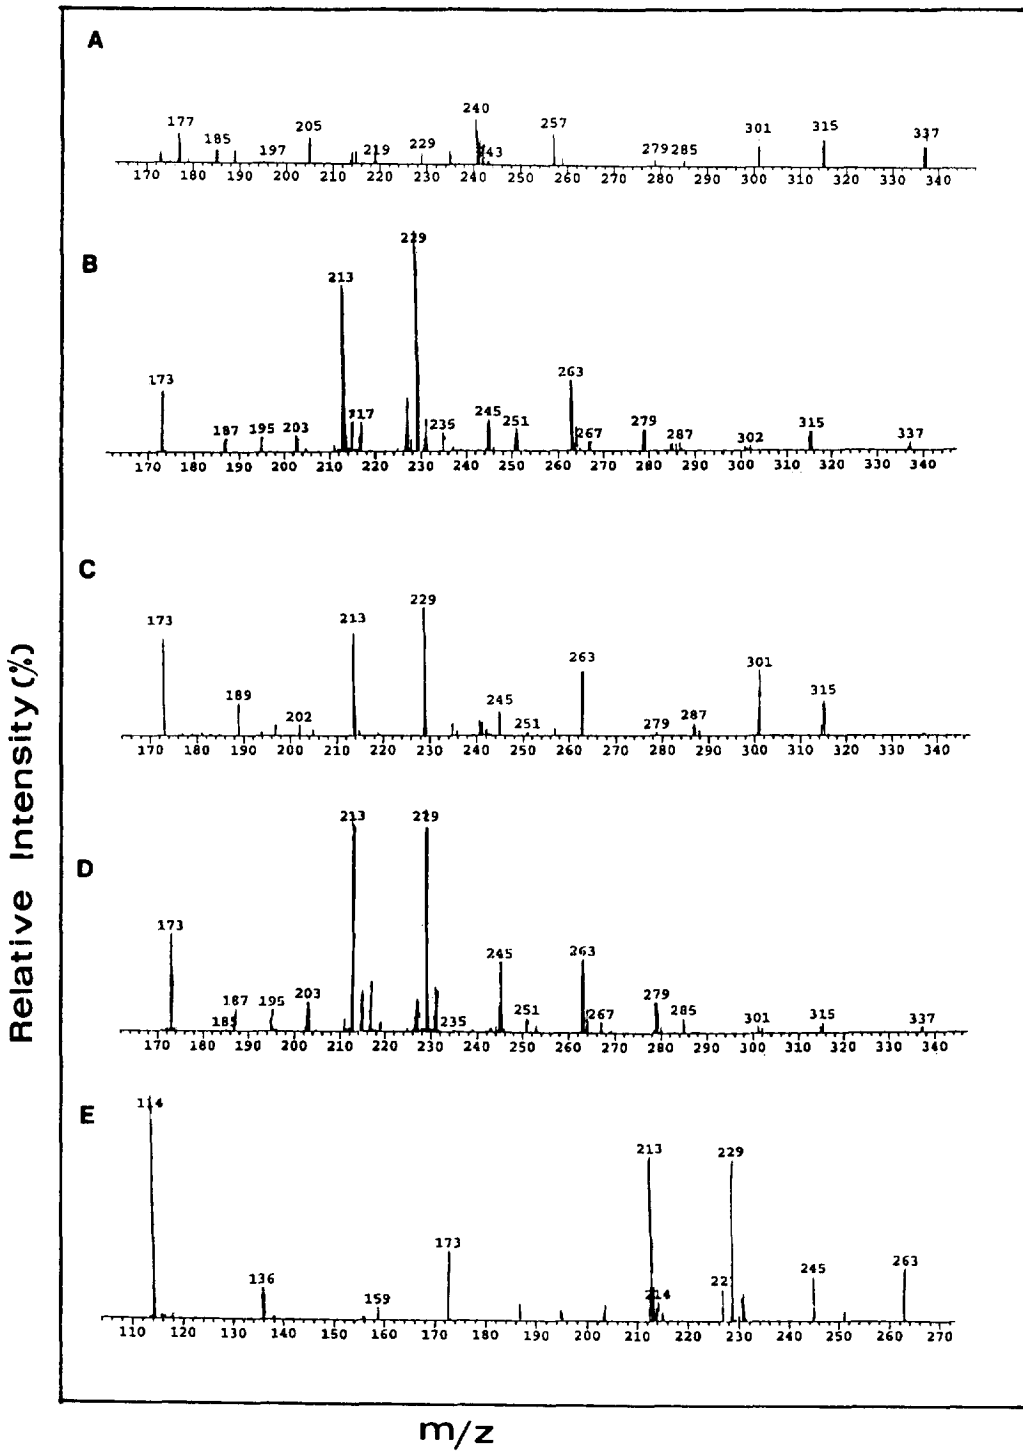 A
240
177 185 197 205 219 229 243 257 279 285 301 315 337
170 180 190 200 210 220 230 240 250 260 270 280 290 300 310 320 330 340
B
229
213
173 187 195 203 217 235 245 251 263 267 279 287 302 315 337
170 180 190 200 210 220 230 240 250 260 270 280 290 300 310 320 330 340
C
173 189 202 213 229 245 251 263 279 287 301 315
170 180 190 200 210 220 230 240 250 260 270 280 290 300 310 320 330 340
D
213 229
173 185 187 195 203 235 245 251 263 267 279 285 301 315 337
170 180 190 200 210 220 230 240 250 260 270 280 290 300 310 320 330 340
E
114 136 159 173 213 214 22 229 245 263
110 120 130 140 150 160 170 180 190 200 210 220 230 240 250 260 270
Relative Intensity(%)
m/z